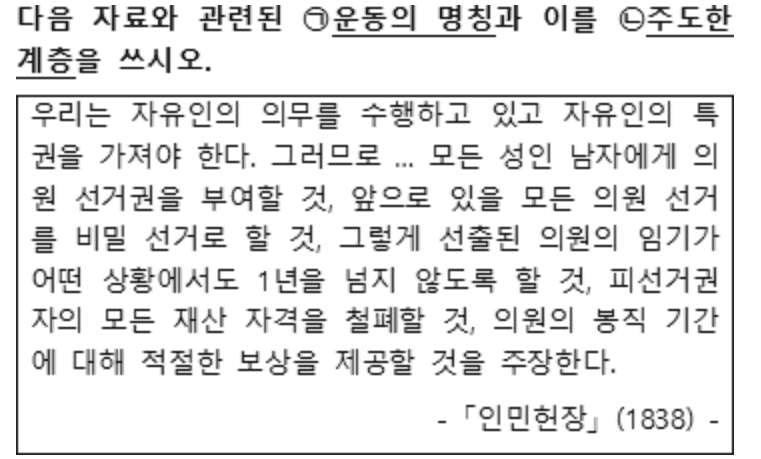 다음 자료와 관련된 ㉠운동의 명칭과 이를 ㉡주도한
계층을 쓰시오.
우리는 자유인의 의무를 수행하고 있고 자유인의 특
권을 가져야 한다. 그러므로 ... 모든 성인 남자에게 의
원 선거권을 부여할 것, 앞으로 있을 모든 의원 선거
를 비밀 선거로 할 것, 그렇게 선출된 의원의 임기가
어떤 상황에서도 1년을 넘지 않도록 할 것, 피선거권
자의 모든 재산 자격을 철폐할 것, 의원의 봉직 기간
에 대해 적절한 보상을 제공할 것을 주장한다.
-「인민헌장」(1838) -